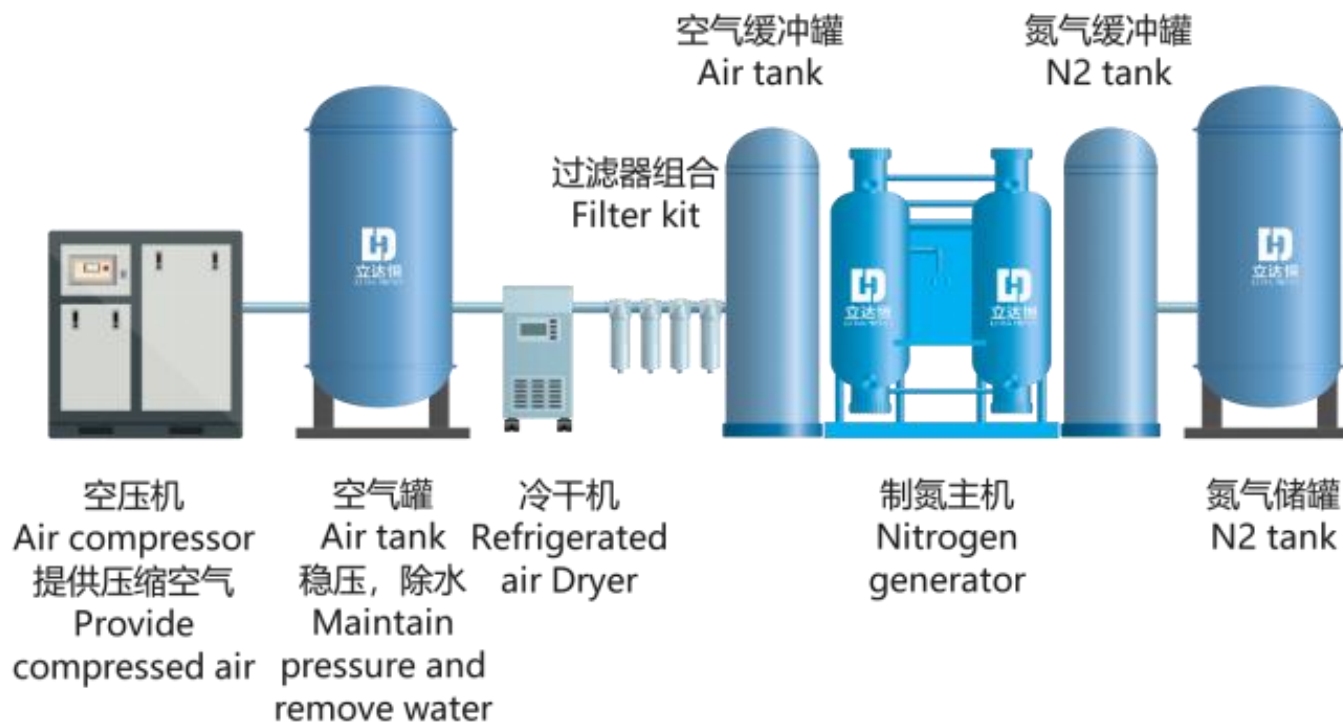 空气缓冲罐
Air tank
氮气缓冲罐
N2 tank
过滤器组合
Filter kit
立达恒
立达恒
立达恒
立达恒
空压机
Air compressor
提供压缩空气
Provide
compressed air
空气罐
Air tank
稳压，除水
Maintain
pressure and
remove water
冷干机
Refrigerated
air Dryer
制氮主机
Nitrogen
generator
氮气储罐
N2 tank